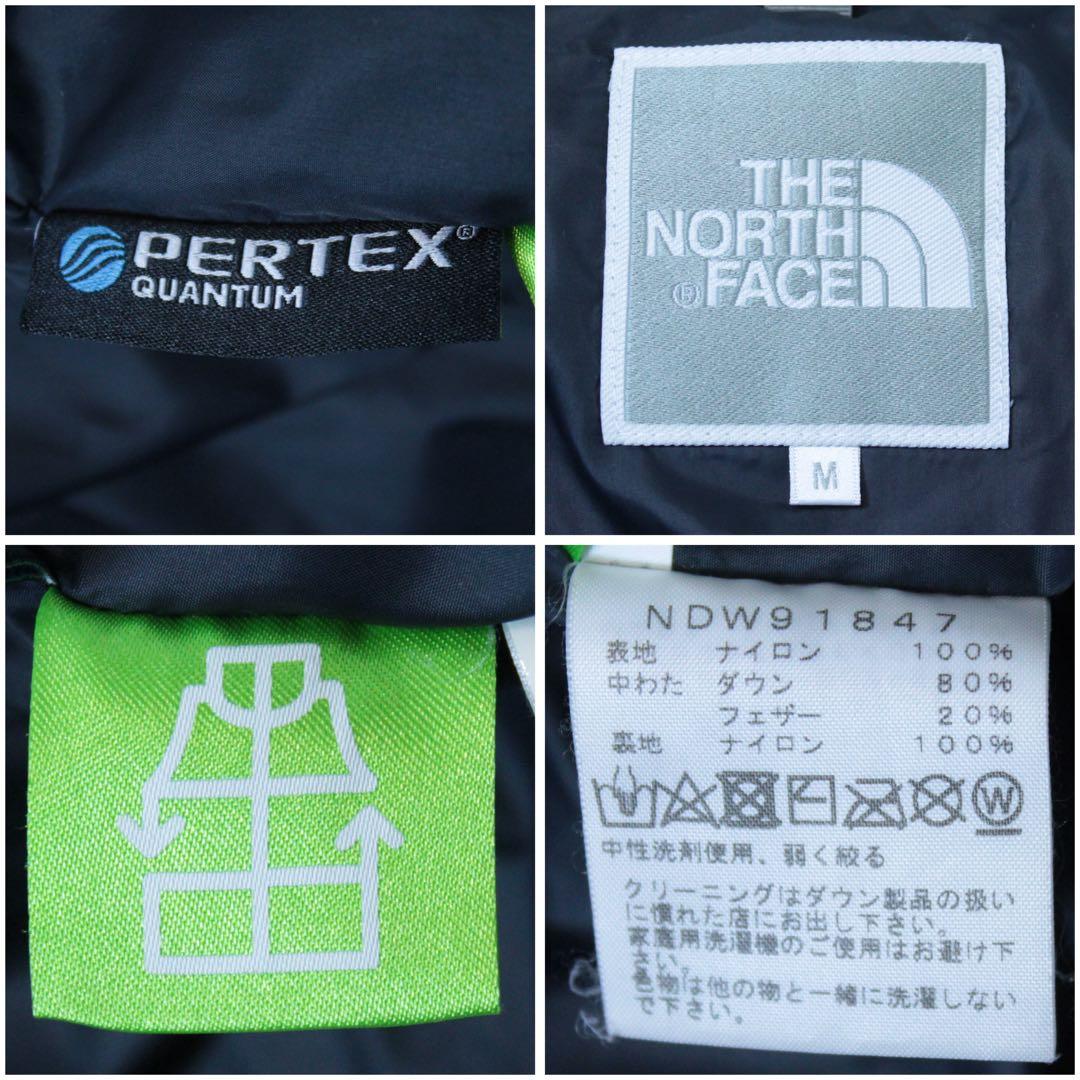 PERTEX®
QUANTUM
THE
NORTH
® FACE
M
NDW91847
表地 ナイロン 100%
中わた ダウン 80%
フェザー 20%
裏地 ナイロン 100%
W
中性洗剤使用、弱く絞る
クリーニングはダウン製品の扱い
に慣れた店にお出し下さい。
家庭用洗濯機のご使用はお避け下
さい。
色物は他の物と一緒に洗濯しない
で下さい。